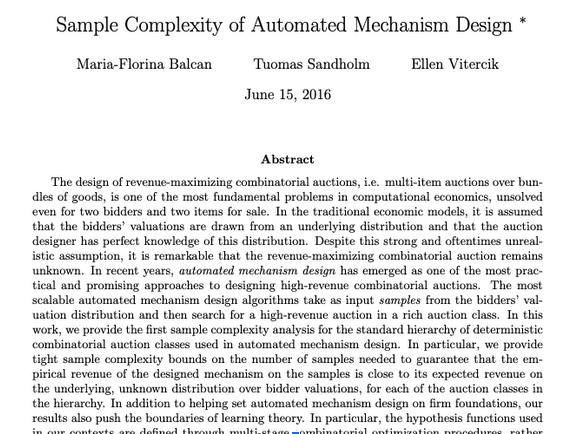 Sample Complexity of Automated Mechanism Design *
Maria-Florina Balcan Tuomas Sandholm Ellen Vitercik
June 15, 2016
Abstract
The design of revenue-maximizing combinatorial auctions, i.e. multi-item auctions over bun-
dles of goods, is one of the most fundamental problems in computational economics, unsolved
even for two bidders and two items for sale. In the traditional economic models, it is assumed
that the bidders' valuations are drawn from an underlying distribution and that the auction
designer has perfect knowledge of this distribution. Despite this strong and oftentimes unreal-
istic assumption, it is remarkable that the revenue-maximizing combinatorial auction remains
unknown. In recent years, automated mechanism design has emerged as one of the most prac-
tical and promising approaches to designing high-revenue combinatorial auctions. The most
scalable automated mechanism design algorithms take as input samples from the bidders' val-
uation distribution and then search for a high-revenue auction in a rich auction class. In this
work, we provide the first sample complexity analysis for the standard hierarchy of deterministic
combinatorial auction classes used in automated mechanism design. In particular, we provide
tight sample complexity bounds on the number of samples needed to guarantee that the em-
pirical revenue of the designed mechanism on the samples is close to its expected revenue on
the underlying, unknown distribution over bidder valuations, for each of the auction classes in
the hierarchy. In addition to helping set automated mechanism design on firm foundations, our
results also push the boundaries of learning theory. In particular, the hypothesis functions used
in our contexts are defined through multi-stage combinatorial optimization procedures, rather